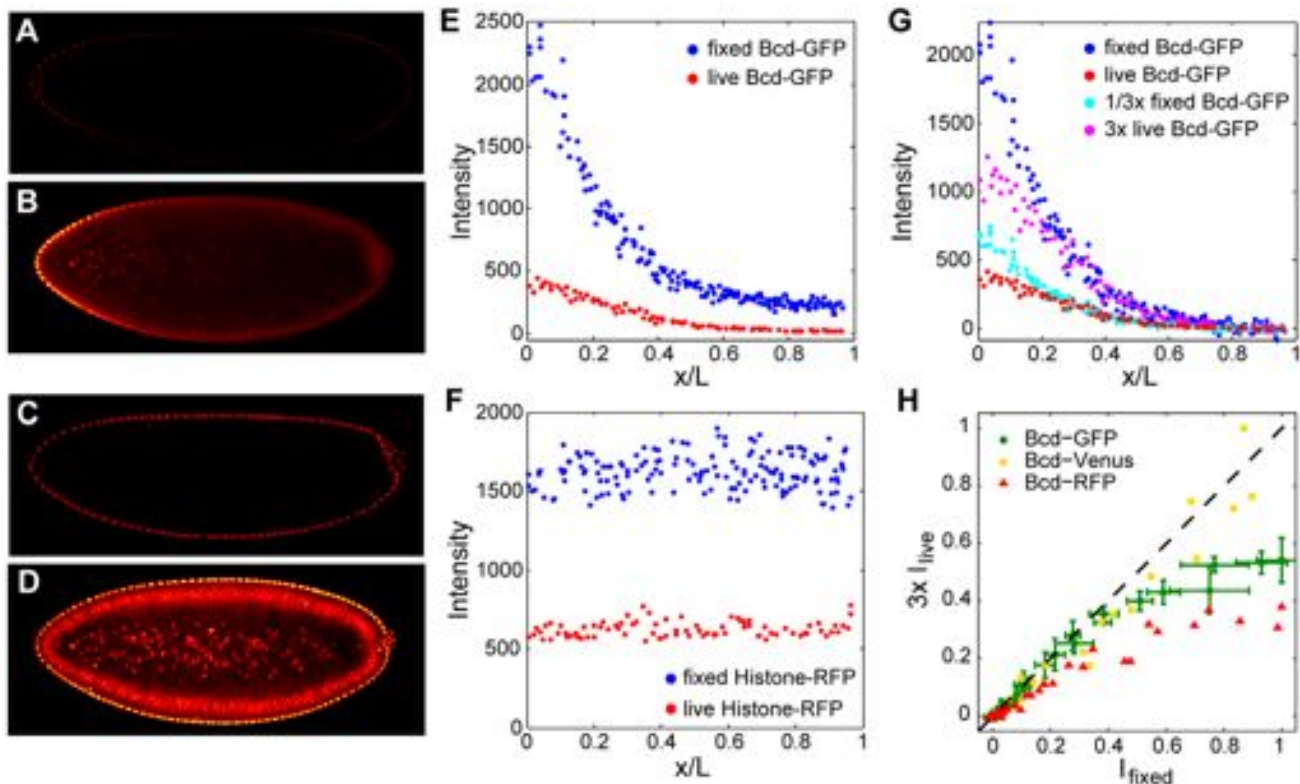 A
B
C
D
E
2500
2000
1500
1000
500
0
Intensity
fixed Bcd-GFP
live Bcd-GFP
0 0.2 0.4 0.6 0.8 1
x/L
F
2000
1500
1000
500
0
Intensity
fixed Histone-RFP
live Histone-RFP
0 0.2 0.4 0.6 0.8 1
x/L
G
2000
1500
1000
500
0
Intensity
fixed Bcd-GFP
live Bcd-GFP
1/3x fixed Bcd-GFP
3x live Bcd-GFP
0 0.2 0.4 0.6 0.8 1
x/L
H
1
0.8
0.6
0.4
0.2
0
3x I_live
Bcd-GFP
Bcd-Venus
Bcd-RFP
0 0.2 0.4 0.6 0.8 1
I_fixed